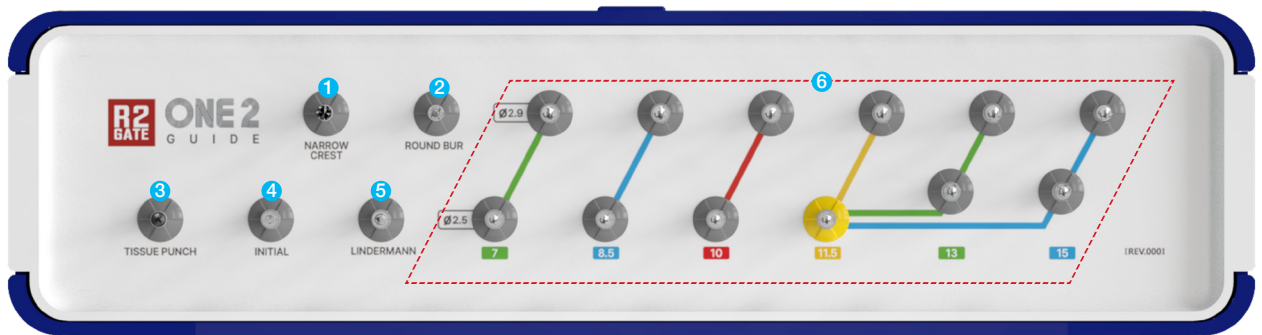 1
2
6
R2
GATE
ONE 2
GUIDE
NARROW
CREST
ROUND BUR
Ø2.9
3
4
5
Ø2.5
TISSUE PUNCH
INITIAL
LINDERMANN
7
8.5
10
11.5
13
15
[REV.000]